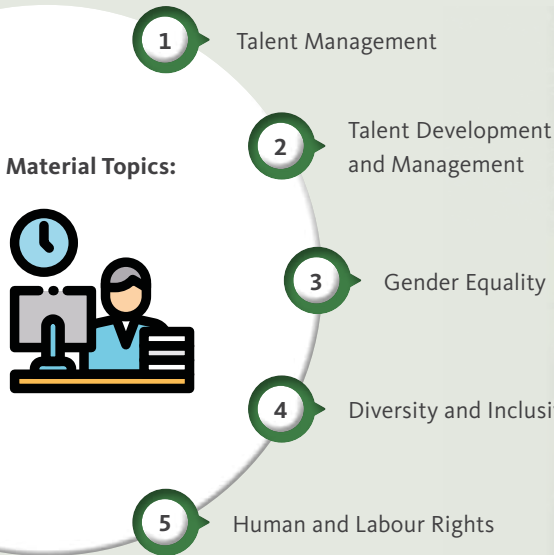 1
Talent Management
2
Talent Development
and Management
Material Topics:
3
Gender Equality
4
Diversity and
5
Human and Labour Rights